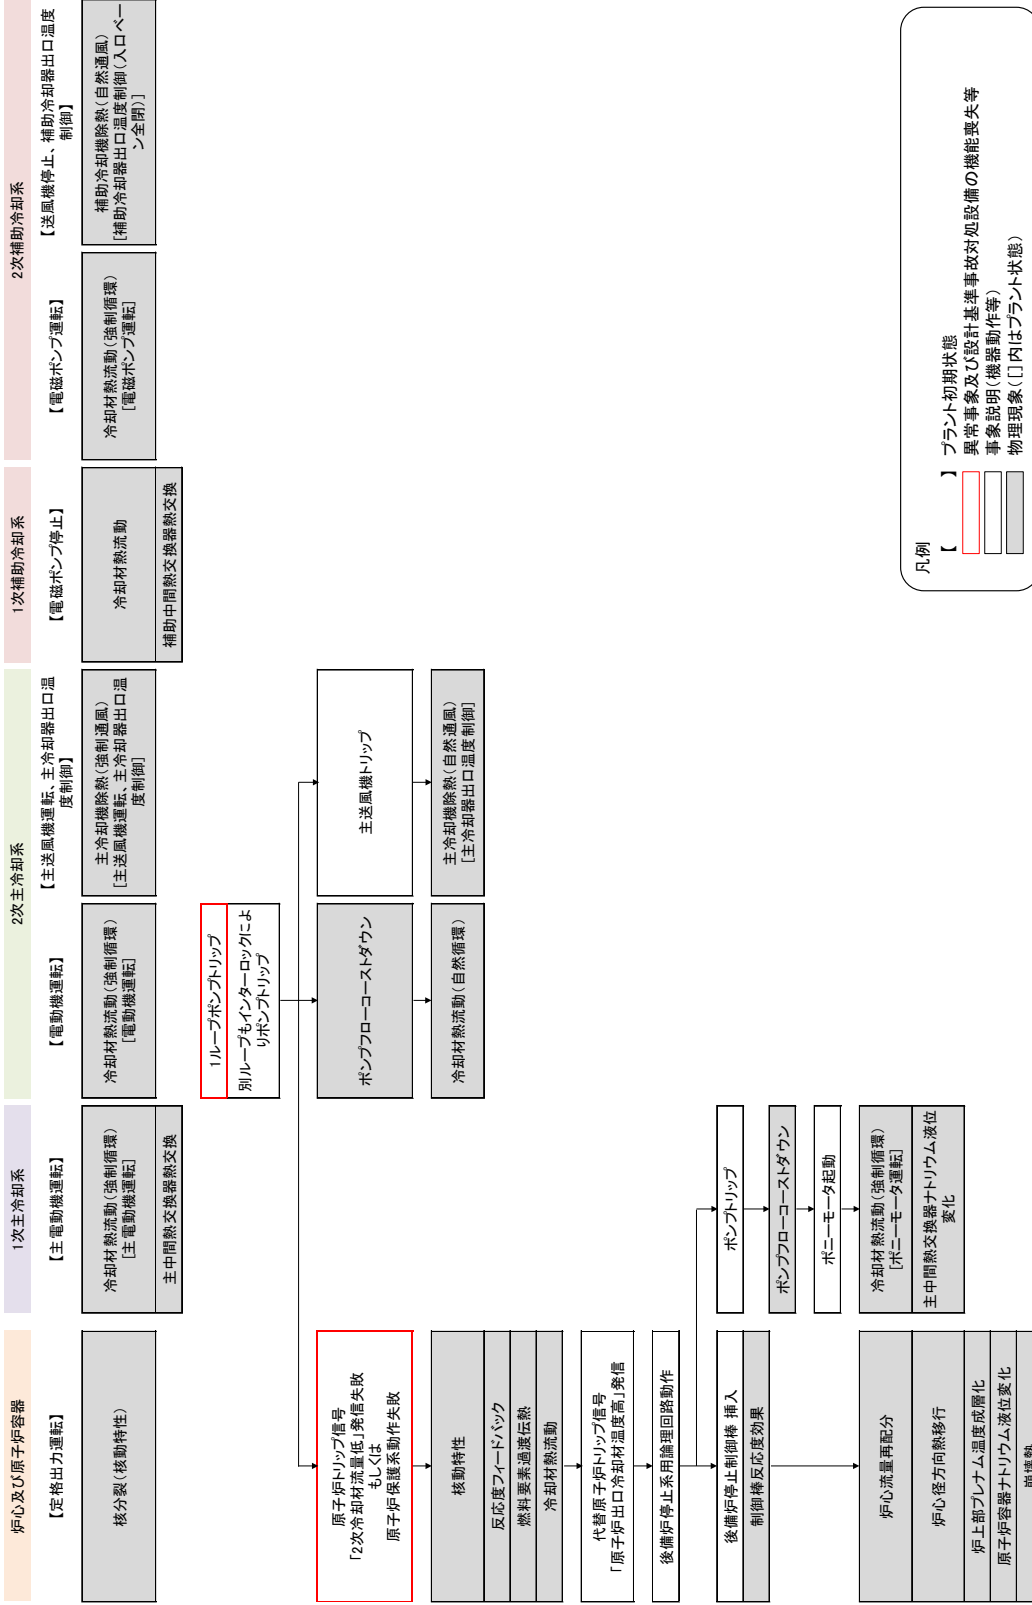 炉心及び原子炉容器
1次主冷却系
2次主冷却系
1次補助冷却系
2次補助冷却系
【定格出力運転】
【主電動機運転】
【電動機運転】
【主送風機運転、主冷却器出口温
度制御】
【電磁ポンプ停止】
【電磁ポンプ運転】
【送風機停止、補助冷却器出口温度
制御】
核分裂(核動特性)
冷却材熱流動(強制循環)
[主電動機運転]
主中間熱交換器熱交換
冷却材熱流動(強制循環)
[電動機運転]
主冷却機除熱(強制通風)
[主送風機運転、主冷却器出口温
度制御]
冷却材熱流動
補助中間熱交換器熱交換
冷却材熱流動(強制循環)
[電磁ポンプ運転]
補助冷却機除熱(自然通風)
[補助冷却器出口温度制御(入口ベー
ン全閉)]
1ループポンプトリップ
別ループもインターロックによ
りポンプトリップ
原子炉トリップ信号
「2次冷却材流量低」発信失敗
もしくは
原子炉保護系動作失敗
ポンプフローコーストダウン
主送風機トリップ
核動特性
反応度フィードバック
燃料要素過渡伝熱
冷却材熱流動
冷却材熱流動(自然循環)
主冷却機除熱(自然通風)
[主冷却器出口温度制御]
代替原子炉トリップ信号
「原子炉出口冷却材温度高」発信
後備炉停止系用論理回路動作
後備炉停止制御棒 挿入
制御棒反応度効果
ポンプトリップ
ポンプフローコーストダウン
ポニーモータ起動
炉心流量再配分
炉心径方向熱移行
炉上部プレナム温度成層化
原子炉容器ナトリウム液位変化
崩壊熱
冷却材熱流動(強制循環)
[ポニーモータ運転]
主中間熱交換器ナトリウム液位
変化
凡例
【 】 プラント初期状態
異常事象及び設計基準事故対処設備の機能喪失等
事象説明(機器動作等)
物理現象([]内はプラント状態)